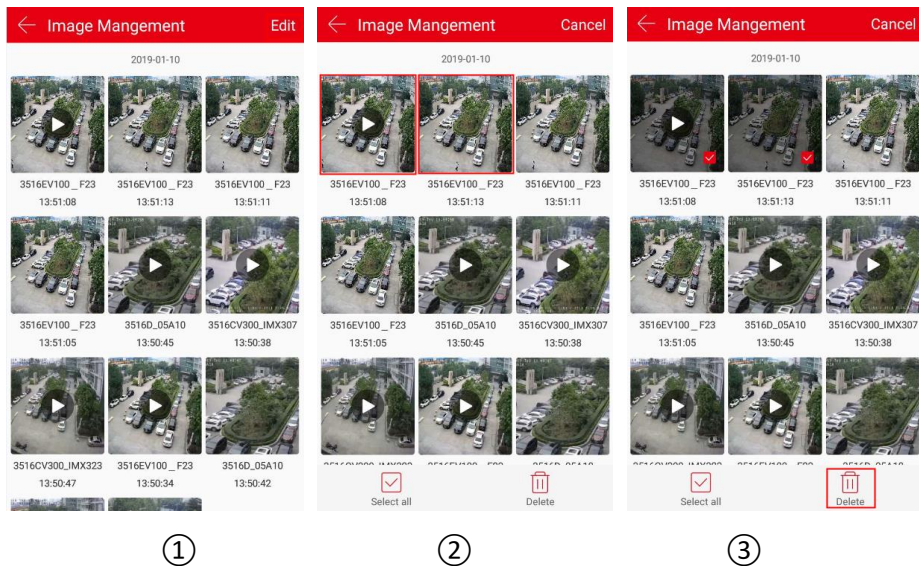 Image Mangement Edit
2019-01-10
3516EV100 _ F23 3516EV100 _ F23 3516EV100 _ F23
13:51:08 13:51:13 13:51:11
3516EV100 _ F23 3516D_05A10 3516CV300_IMX307
13:51:05 13:50:45 13:50:38
3516CV300_IMX323 3516EV100 _ F23 3516D_05A10
13:50:47 13:50:34 13:50:42
①
Image Mangement Cancel
2019-01-10
3516EV100 _ F23 3516EV100 _ F23 3516EV100 _ F23
13:51:08 13:51:13 13:51:11
3516EV100 _ F23 3516D_05A10 3516CV300_IMX307
13:51:05 13:50:45 13:50:38
Select all Delete
②
Image Mangement Cancel
2019-01-10
3516EV100 _ F23 3516EV100 _ F23 3516EV100 _ F23
13:51:08 13:51:13 13:51:11
3516EV100 _ F23 3516D_05A10 3516CV300_IMX307
13:51:05 13:50:45 13:50:38
Select all Delete
③